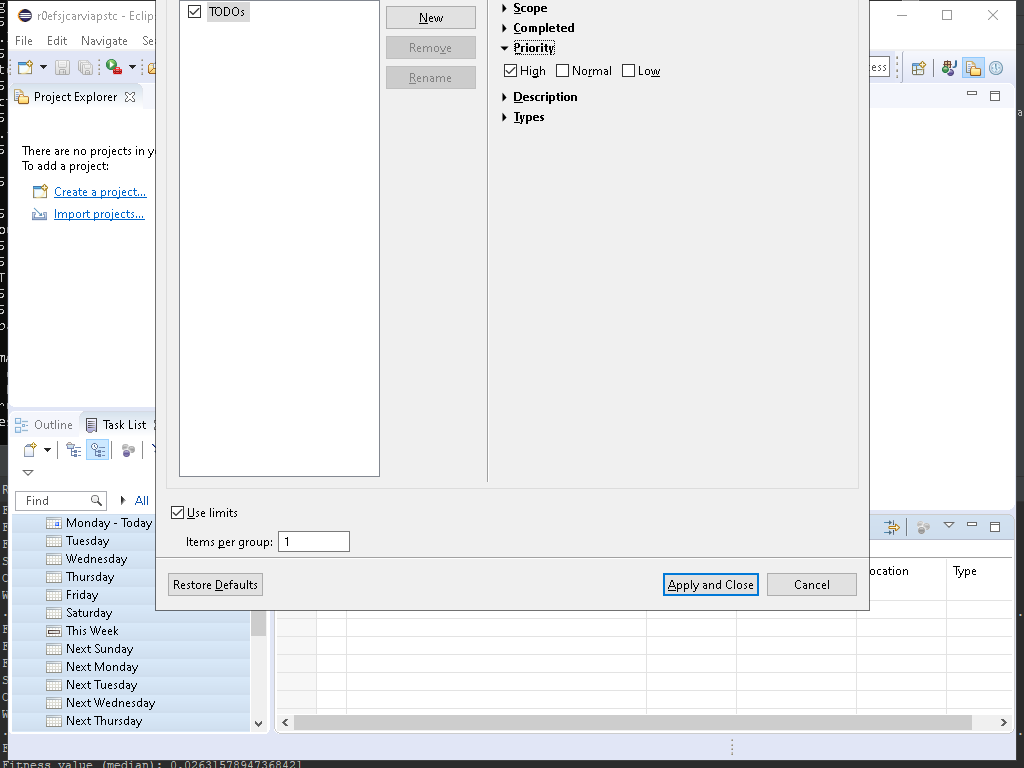 r0efsjcarviapstc - Eclip
File Edit Navigate Se
ess
Project Explorer
There are no projects in y
To add a project:
Create a project...
Import projects...
TODOs
New
Remove
Rename
Scope
Completed
Priority
High Normal Low
Description
Types
Outline Task List
Find All
Monday - Today
Tuesday
Wednesday
Thursday
Friday
Saturday
This Week
Next Sunday
Next Monday
Next Tuesday
Next Wednesday
Next Thursday
Use limits
Items per group: 1
Restore Defaults Apply and Close Cancel
ocation Type
Fitness value (median): 0.02631578947368421